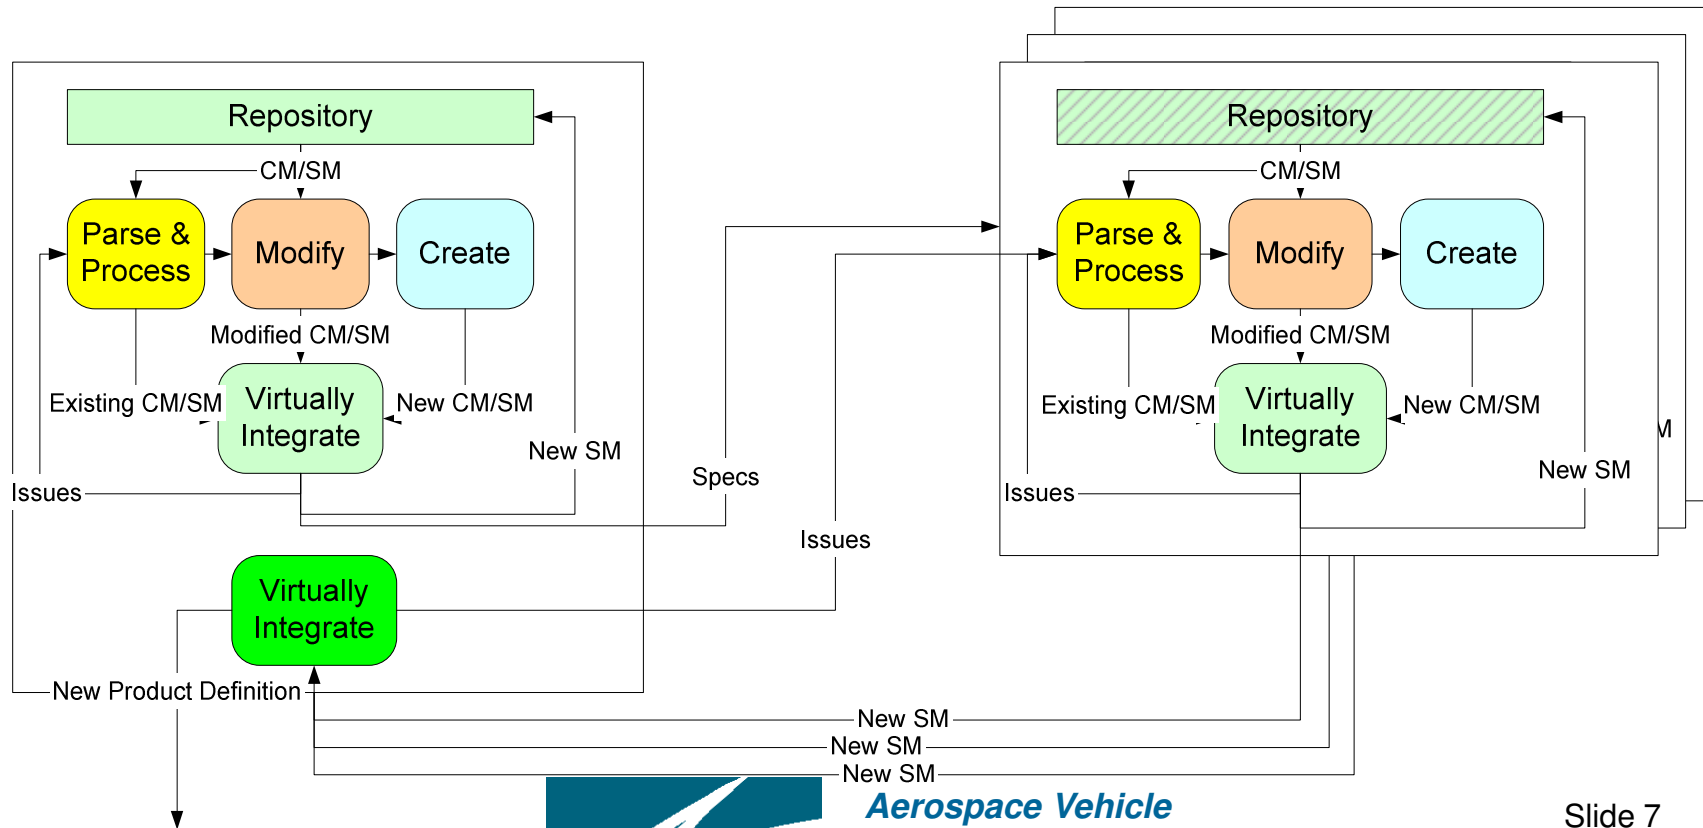 Repository
CM/SM
Parse &
Process
Modify
Create
Modified CM/SM
Existing CM/SM
Virtually
Integrate
New CM/SM
New SM
Issues
Virtually
Integrate
New Product Definition
Specs
Issues
Repository
CM/SM
Parse &
Process
Modify
Create
Modified CM/SM
Existing CM/SM
Virtually
Integrate
New CM/SM
M
New SM
Issues
New SM
New SM
New SM
Aerospace Vehicle
Slide 7